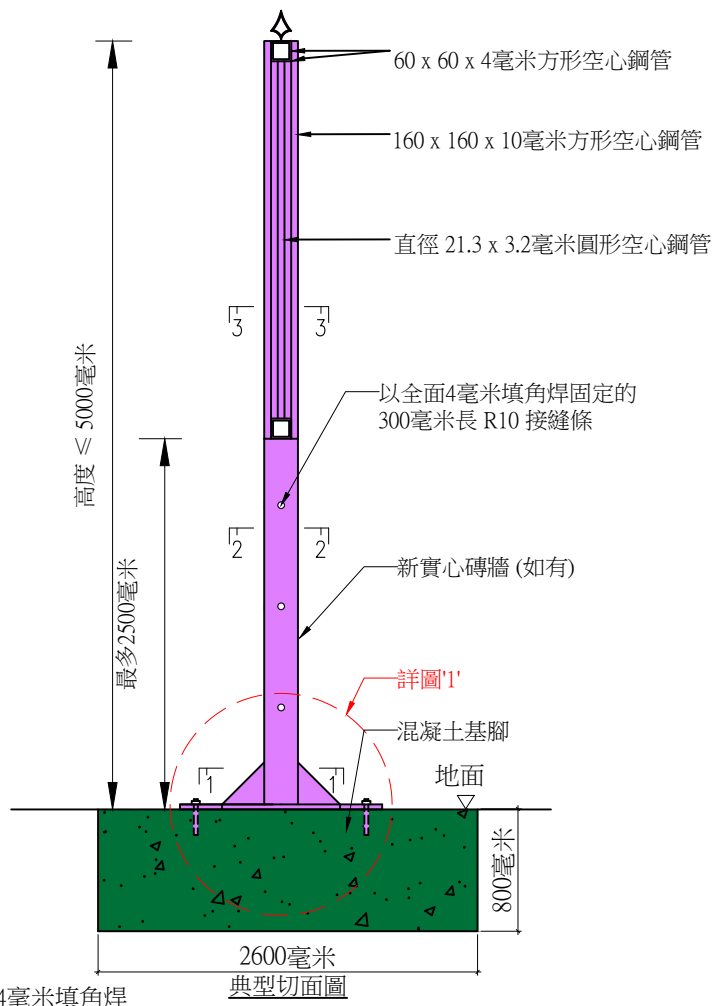 60 x 60 x 4毫米方形空心鋼管
160 x 160 x 10毫米方形空心鋼管
直徑 21.3 x 3.2毫米圓形空心鋼管
3
3
以全面4毫米填角焊固定的
300毫米長 R10 接縫條
高度 ≤ 5000毫米
2
2
新實心磚牆 (如有)
最多2500毫米
詳圖'1'
混凝土基腳
1
1
地面
800毫米
2600毫米
典型切面圖
4毫米填角焊